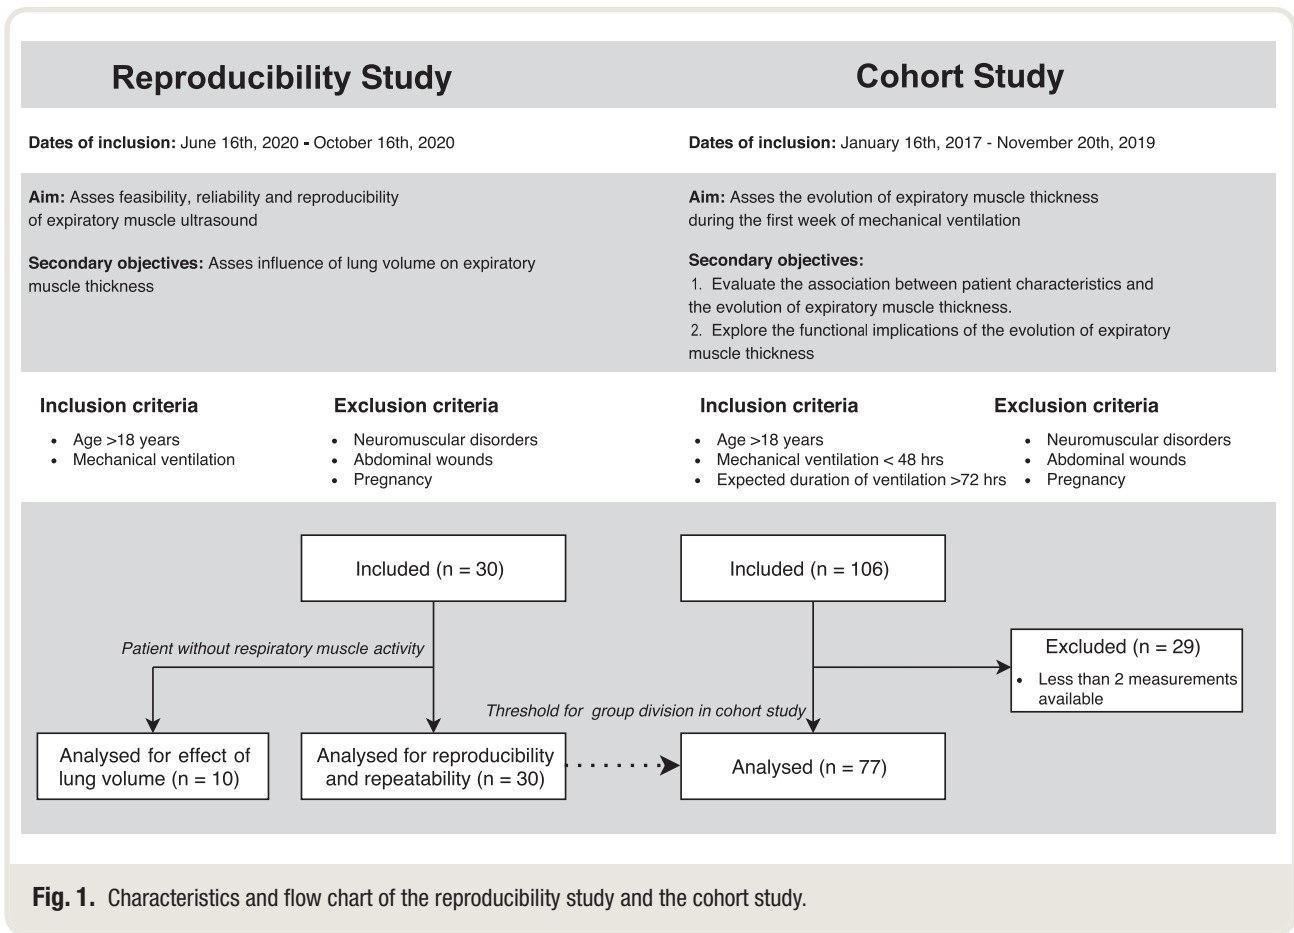 Reproducibility Study
Cohort Study
Dates of inclusion: June 16th, 2020 - October 16th, 2020
Dates of inclusion: January 16th, 2017 - November 20th, 2019
Aim: Asses feasibility, reliability and reproducibility
of expiratory muscle ultrasound
Secondary objectives: Asses influence of lung volume on expiratory
muscle thickness
Aim: Asses the evolution of expiratory muscle thickness
during the first week of mechanical ventilation
Secondary objectives:
1. Evaluate the association between patient characteristics and
the evolution of expiratory muscle thickness.
2. Explore the functional implications of the evolution of expiratory
muscle thickness
Inclusion criteria
• Age >18 years
• Mechanical ventilation
Exclusion criteria
• Neuromuscular disorders
• Abdominal wounds
• Pregnancy
Inclusion criteria
• Age >18 years
• Mechanical ventilation < 48 hrs
• Expected duration of ventilation >72 hrs
Exclusion criteria
• Neuromuscular disorders
• Abdominal wounds
• Pregnancy
Included (n = 30)
Included (n = 106)
Patient without respiratory muscle activity
Excluded (n = 29)
• Less than 2 measurements
available
Threshold for group division in cohort study
Analysed for effect of
lung volume (n = 10)
Analysed for reproducibility
and repeatability (n = 30)
Analysed (n = 77)
Fig. 1. Characteristics and flow chart of the reproducibility study and the cohort study.